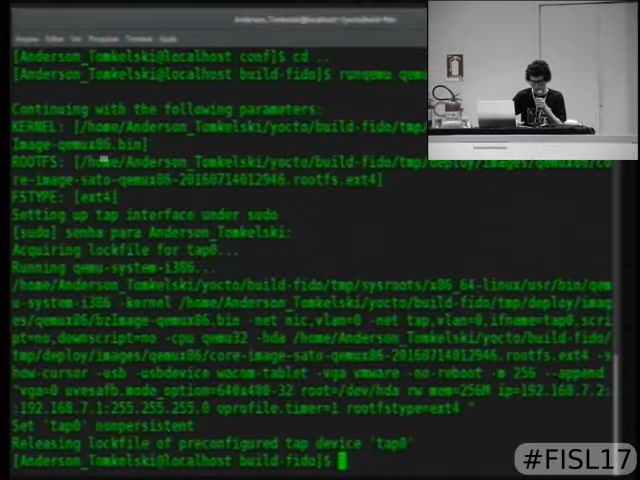 [Anderson_Tomkelski@localhost conf]$ cd ..
[Anderson_Tomkelski@localhost build-fido]$ runqemu qemu
Continuing with the following parameters:
KERNEL: [/home/Anderson_Tomkelski/yocto/build-fido/tmp/
Image-qemux86.bin]
ROOTFS: [/home/Anderson_Tomkelski/yocto/build-fido/tmp/deploy/images/qemux86/co
re-image-sato-qemux86-20160714012946.rootfs.ext4]
FSTYPE: [ext4]
Setting up tap interface under sudo
[sudo] senha para Anderson_Tomkelski:
Acquiring lockfile for tap0...
Running qemu-system-i386...
/home/Anderson_Tomkelski/yocto/build-fido/tmp/sysroots/x86_64-linux/usr/bin/qem
u-system-i386 -kernel /home/Anderson_Tomkelski/yocto/build-fido/tmp/deploy/imag
es/qemux86/bzImage-qemux86.bin -net nic,vlan=0 -net tap,vlan=0,ifname=tap0,scri
pt=no,downscript=no -cpu qemu32 -hda /home/Anderson_Tomkelski/yocto/build-fido/
tmp/deploy/images/qemux86/core-image-sato-qemux86-20160714012946.rootfs.ext4 -s
how-cursor -usb -usbdevice wacom-tablet -vga vmware -no-reboot -m 256 --append
"vga=0 uvesafb.mode_option=640x480-32 root=/dev/hda rw mem=256M ip=192.168.7.2:
:192.168.7.1:255.255.255.0 oprofile.timer=1 rootfstype=ext4 "
Set 'tap0' nonpersistent
Releasing lockfile of preconfigured tap device 'tap0'
[Anderson_Tomkelski@localhost build-fido]$
#FISL17